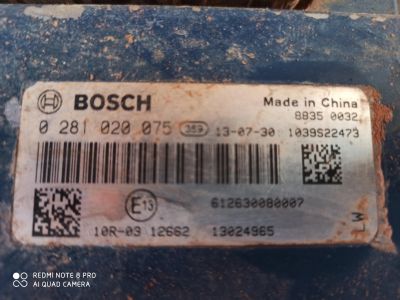 BOSCH
Made in China
8835 0032
0 281 020 075 389 13-07-30 1039S22473
E13
612630080007
10R-03 12662 13024965
LW
REDMI NOTE 8 PRO
AI QUAD CAMERA